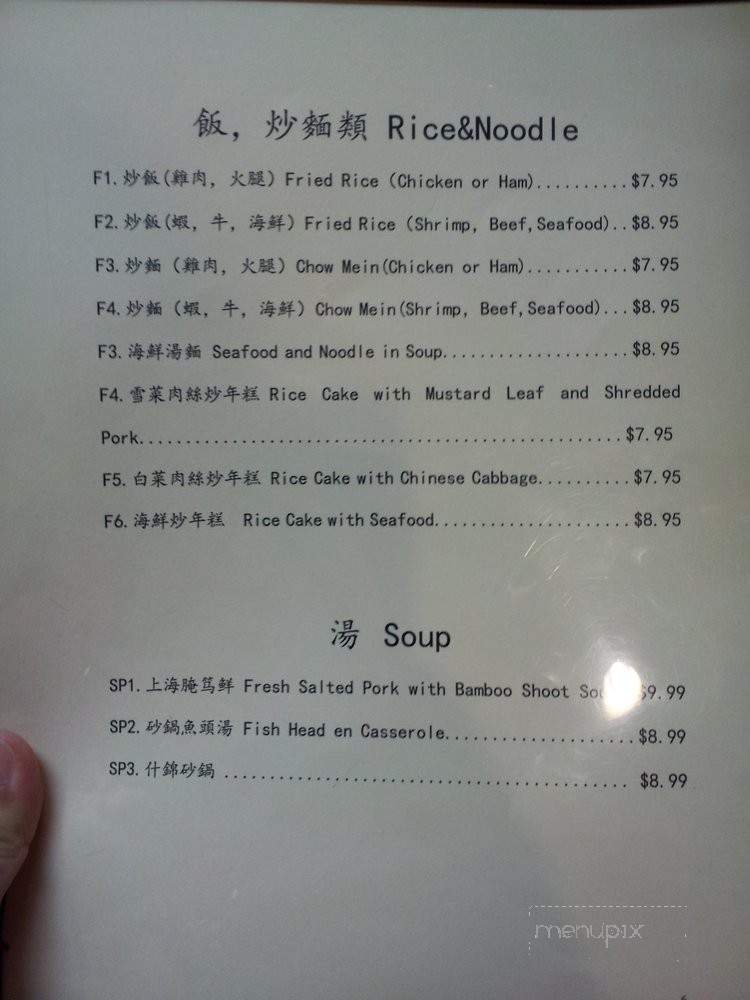 飯, 炒麵類 Rice&Noodle
F1. 炒飯(雞肉, 火腿) Fried Rice (Chicken or Ham)..........$7.95
F2. 炒飯(蝦, 牛, 海鮮) Fried Rice (Shrimp, Beef,Seafood)..$8.95
F3. 炒麵 (雞肉, 火腿) Chow Mein(Chicken or Ham)...........$7.95
F4. 炒麵 (蝦, 牛, 海鮮) Chow Mein(Shrimp, Beef,Seafood)...$8.95
F3. 海鮮湯麵 Seafood and Noodle in Soup....................$8.95
F4. 雪菜肉絲炒年糕 Rice Cake with Mustard Leaf and Shredded
Pork.....................................................$7.95
F5. 白菜肉絲炒年糕 Rice Cake with Chinese Cabbage..........$7.95
F6. 海鮮炒年糕 Rice Cake with Seafood.....................$8.95
湯 Soup
SP1. 上海腌笃鲜 Fresh Salted Pork with Bamboo Shoot $9.99
SP2. 砂鍋魚頭湯 Fish Head en Casserole.....................$8.99
SP3. 什錦砂鍋 ............................................ $8.99
menupix